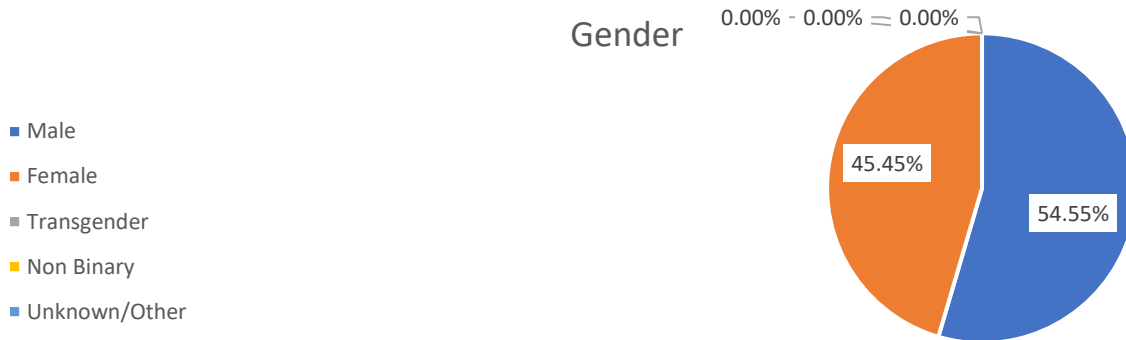 Gender
0.00% 0.00% 0.00%
Male
Female
Transgender
Non Binary
Unknown/Other
45.45%
54.55%